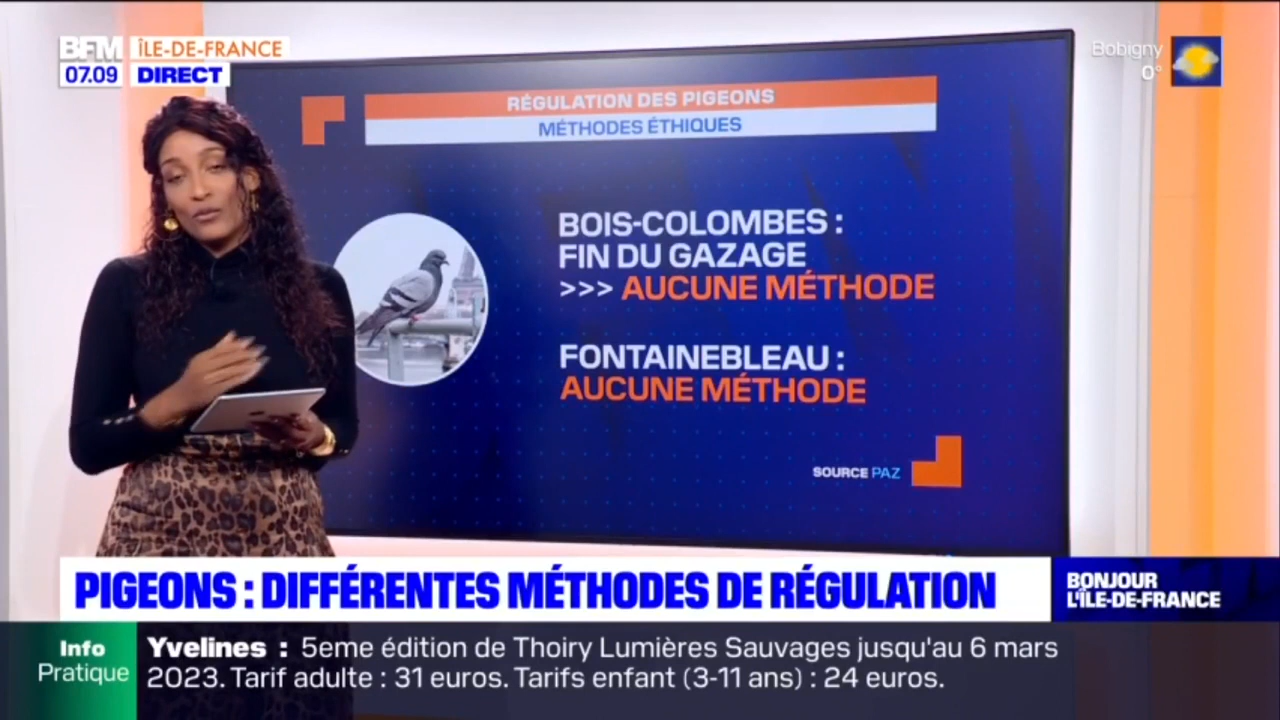 BFM ÎLE-DE-FRANCE
07.09 DIRECT
Bobigny
0°
RÉGULATION DES PIGEONS
MÉTHODES ÉTHIQUES
BOIS-COLOMBES :
FIN DU GAZAGE
>>> AUCUNE MÉTHODE
FONTAINEBLEAU :
AUCUNE MÉTHODE
SOURCE PAZ
PIGEONS : DIFFÉRENTES MÉTHODES DE RÉGULATION
BONJOUR
L'ÎLE-DE-FRANCE
Info
Pratique
Yvelines : 5eme édition de Thoiry Lumières Sauvages jusqu'au 6 mars
2023. Tarif adulte : 31 euros. Tarifs enfant (3-11 ans) : 24 euros.